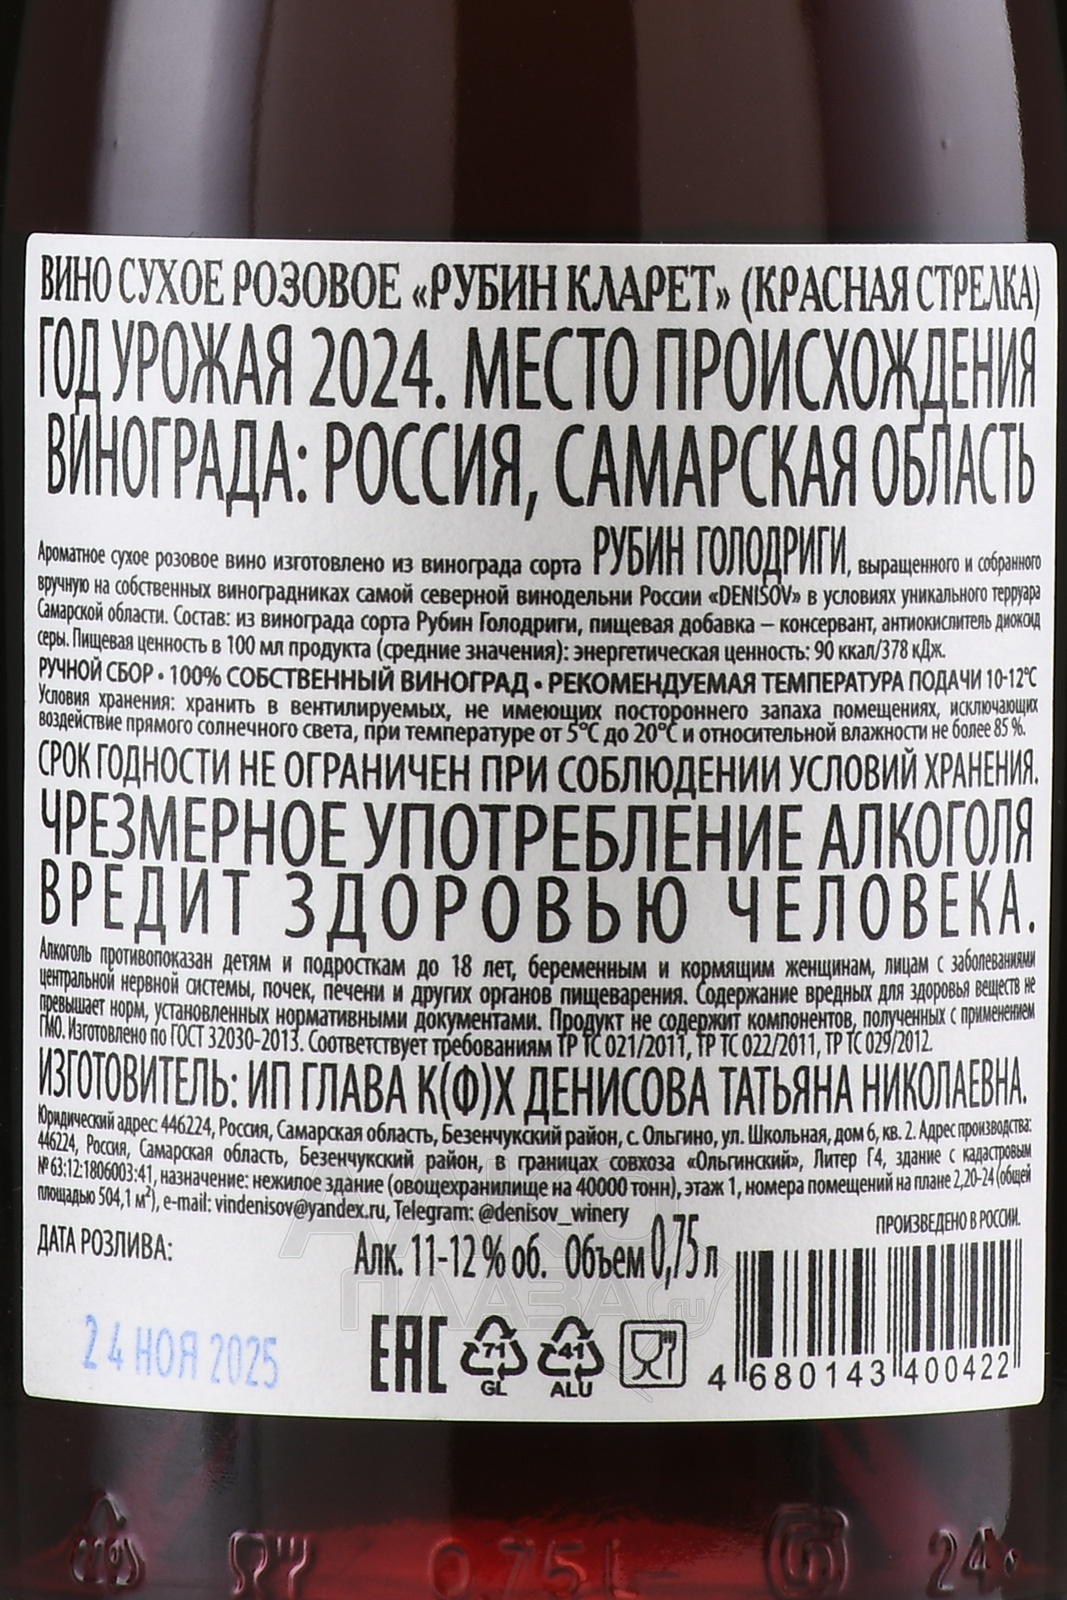 ВИНО СУХОЕ РОЗОВОЕ «РУБИН КЛАРЕТ» (КРАСНАЯ СТРЕЛКА)
ГОД УРОЖАЯ 2024. МЕСТО ПРОИСХОЖДЕНИЯ
ВИНОГРАДА: РОССИЯ, САМАРСКАЯ ОБЛАСТЬ
Ароматное сухое розовое вино изготовлено из винограда сорта РУБИН ГОЛОДРИГИ, выращенного и собранного
вручную на собственных виноградниках самой северной винодельни России «DENISOV» в условиях уникального терруара
Самарской области. Состав: из винограда сорта Рубин Голодриги, пищевая добавка – консервант, антиокислитель диоксид
серы. Пищевая ценность в 100 мл продукта (средние значения): энергетическая ценность: 90 ккал/378 кДж.
РУЧНОЙ СБОР • 100% СОБСТВЕННЫЙ ВИНОГРАД • РЕКОМЕНДУЕМАЯ ТЕМПЕРАТУРА ПОДАЧИ 10-12°С
Условия хранения: хранить в вентилируемых, не имеющих постороннего запаха помещениях, исключающих
воздействие прямого солнечного света, при температуре от 5°С до 20°С и относительной влажности не более 85 %.
СРОК ГОДНОСТИ НЕ ОГРАНИЧЕН ПРИ СОБЛЮДЕНИИ УСЛОВИЙ ХРАНЕНИЯ.
ЧРЕЗМЕРНОЕ УПОТРЕБЛЕНИЕ АЛКОГОЛЯ
ВРЕДИТ ЗДОРОВЬЮ ЧЕЛОВЕКА.
Алкоголь противопоказан детям и подросткам до 18 лет, беременным и кормящим женщинам, лицам с заболеваниями
центральной нервной системы, почек, печени и других органов пищеварения. Содержание вредных для здоровья веществ не
превышает норм, установленных нормативными документами. Продукт не содержит компонентов, полученных с применением
ГМО. Изготовлено по ГОСТ 32030-2013. Соответствует требованиям ТР ТС 021/2011, ТР ТС 022/2011, ТР ТС 029/2012.
ИЗГОТОВИТЕЛЬ: ИП ГЛАВА К(Ф)Х ДЕНИСОВА ТАТЬЯНА НИКОЛАЕВНА.
Юридический адрес: 446224, Россия, Самарская область, Безенчукский район, с. Ольгино, ул. Школьная, дом 6, кв. 2. Адрес производства:
446224, Россия, Самарская область, Безенчукский район, в границах совхоза «Ольгинский», Литер Г4, здание с кадастровым
№ 63:12:1806003:41, назначение: нежилое здание (овощехранилище на 40000 тонн), этаж 1, номера помещений на плане 2,20-24 (общей
площадью 504,1 м²), e-mail: vindenisov@yandex.ru, Telegram: @denisov_winery
ПРОИЗВЕДЕНО В РОССИИ.
ДАТА РОЗЛИВА:
Алк. 11-12 % об. Объем 0,75 л
24 НОЯ 2025
EAC
71
GL
41
ALU
4 680143 400422
АЛКО
ПЛАЗА.ru
0,75L
24